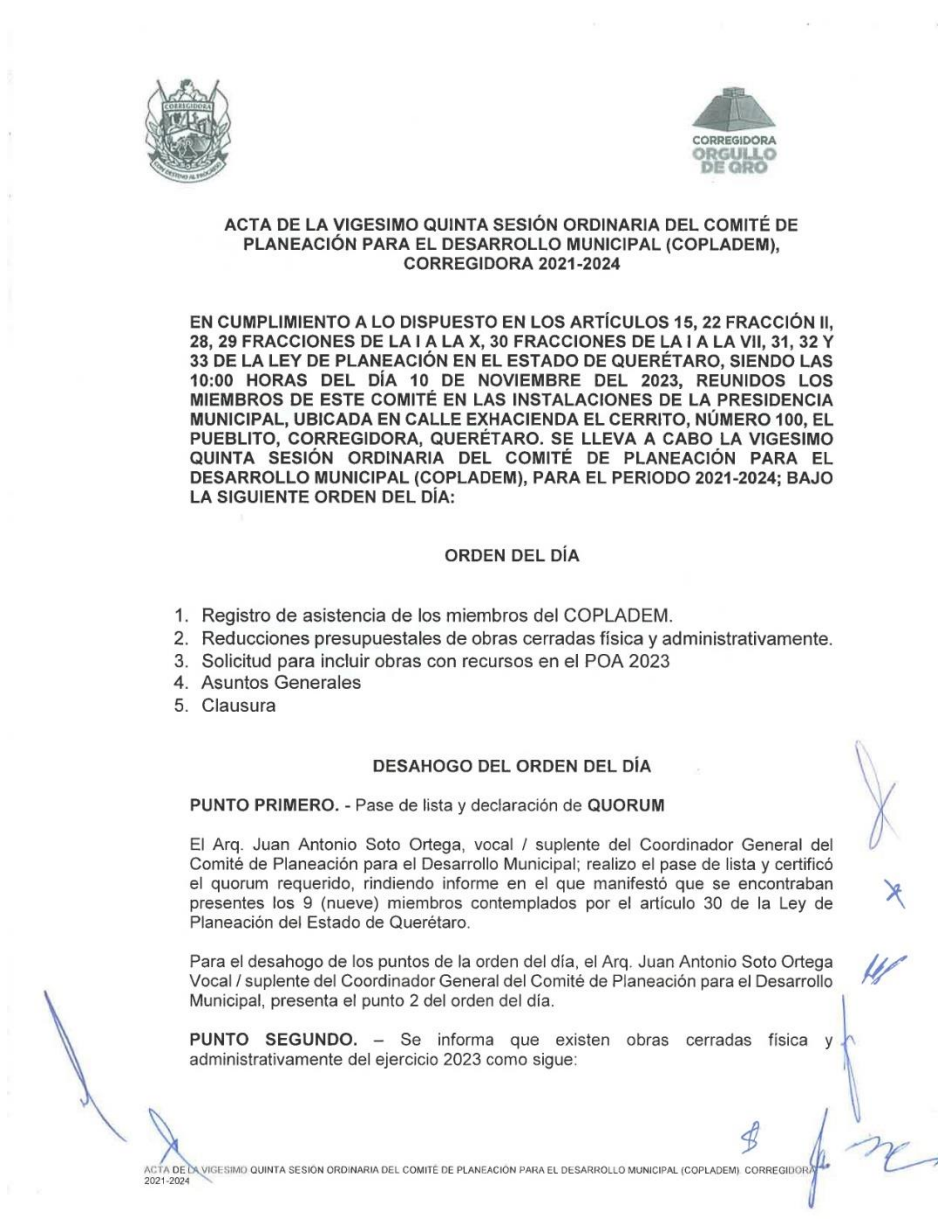 CORREGIDORA
CON DESTINO AL PROGRESO
CORREGIDORA
ORGULLO
DE QRO
ACTA DE LA VIGESIMO QUINTA SESIÓN ORDINARIA DEL COMITÉ DE
PLANEACIÓN PARA EL DESARROLLO MUNICIPAL (COPLADEM),
CORREGIDORA 2021-2024
EN CUMPLIMIENTO A LO DISPUESTO EN LOS ARTÍCULOS 15, 22 FRACCIÓN II,
28, 29 FRACCIONES DE LA I A LA X, 30 FRACCIONES DE LA I A LA VII, 31, 32 Y
33 DE LA LEY DE PLANEACIÓN EN EL ESTADO DE QUERÉTARO, SIENDO LAS
10:00 HORAS DEL DÍA 10 DE NOVIEMBRE DEL 2023, REUNIDOS LOS
MIEMBROS DE ESTE COMITÉ EN LAS INSTALACIONES DE LA PRESIDENCIA
MUNICIPAL, UBICADA EN CALLE EXHACIENDA EL CERRITO, NÚMERO 100, EL
PUEBLITO, CORREGIDORA, QUERÉTARO. SE LLEVA A CABO LA VIGESIMO
QUINTA SESIÓN ORDINARIA DEL COMITÉ DE PLANEACIÓN PARA EL
DESARROLLO MUNICIPAL (COPLADEM), PARA EL PERIODO 2021-2024; BAJO
LA SIGUIENTE ORDEN DEL DÍA:
ORDEN DEL DÍA
1. Registro de asistencia de los miembros del COPLADEM.
2. Reducciones presupuestales de obras cerradas física y administrativamente.
3. Solicitud para incluir obras con recursos en el POA 2023
4. Asuntos Generales
5. Clausura
DESAHOGO DEL ORDEN DEL DÍA
PUNTO PRIMERO. - Pase de lista y declaración de QUORUM
El Arq. Juan Antonio Soto Ortega, vocal / suplente del Coordinador General del
Comité de Planeación para el Desarrollo Municipal; realizo el pase de lista y certificó
el quorum requerido, rindiendo informe en el que manifestó que se encontraban
presentes los 9 (nueve) miembros contemplados por el artículo 30 de la Ley de
Planeación del Estado de Querétaro.
Para el desahogo de los puntos de la orden del día, el Arq. Juan Antonio Soto Ortega
Vocal / suplente del Coordinador General del Comité de Planeación para el Desarrollo
Municipal, presenta el punto 2 del orden del día.
PUNTO SEGUNDO. – Se informa que existen obras cerradas física y
administrativamente del ejercicio 2023 como sigue:
ACTA DE LA VIGESIMO QUINTA SESIÓN ORDINARIA DEL COMITÉ DE PLANEACIÓN PARA EL DESARROLLO MUNICIPAL (COPLADEM) CORREGIDORA
2021-2024